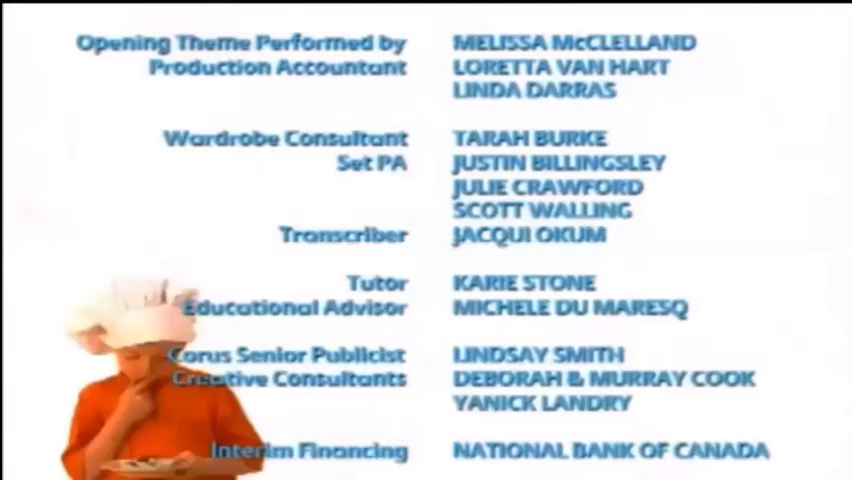 Opening Theme Performed by MELISSA McCLELLAND
Production Accountant LORETTA VAN HART
LINDA DARRAS
Wardrobe Consultant TARAH BURKE
Set PA JUSTIN BILLINGSLEY
JULIE CRAWFORD
SCOTT WALLING
Transcriber JACQUI OKUM
Tutor KARIE STONE
Educational Advisor MICHELE DU MARESQ
Corus Senior Publicist LINDSAY SMITH
Creative Consultants DEBORAH & MURRAY COOK
YANICK LANDRY
Interim Financing NATIONAL BANK OF CANADA